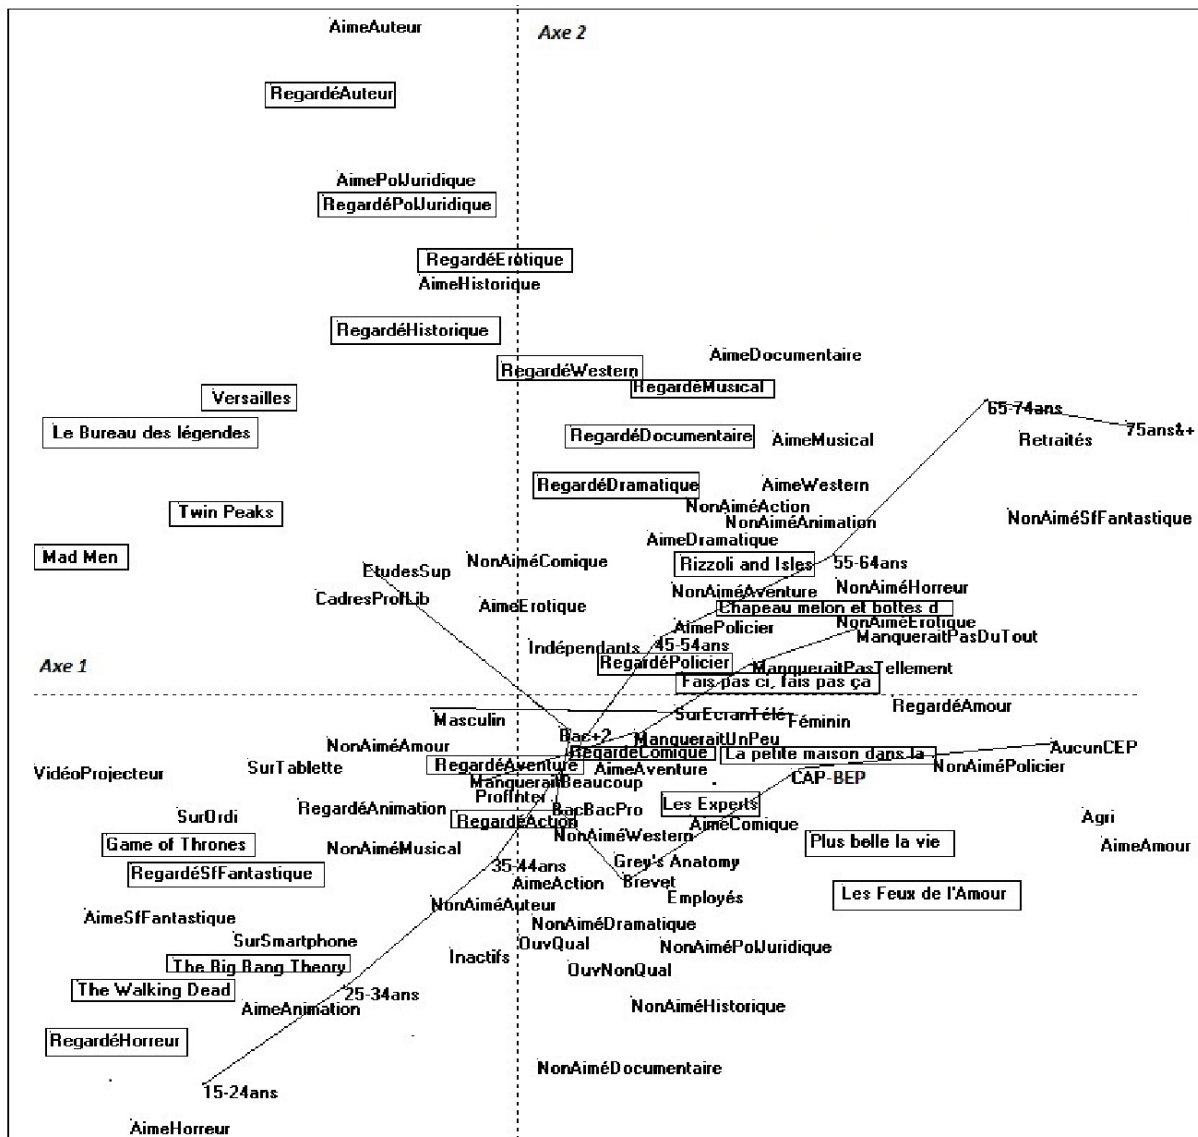 AimeAuteur
Axe 2
RegardéAuteur
AimePolJuridique
RegardéPolJuridique
RegardéErotique
AimeHistorique
RegardéHistorique
AimeDocumentaire
RegardéWestern
RegardéMusical
Versailles
65-74ans
Le Bureau des légendes
RegardéDocumentaire
AimeMusical
Retraités
75ans&+
RegardéDramatique
AimeWestern
Twin Peaks
NonAiméAction
NonAiméAnimation
NonAiméSfFantastique
AimeDramatique
Mad Men
NonAiméComique
Rizzoli and Isles
55-64ans
EtudesSup
NonAiméHorreur
CadresProfLib
AimeErotique
NonAiméAventure
Chapeau melon et bottes d
AimePolicier
NonAiméErotique
ManqueraitPasDuTout
Indépendants
45-54ans
Axe 1
RegardéPolicier
ManqueraitPasTellement
Fais pas ci, fais pas ça
RegardéAmour
Masculin
SurEcranTélé
Féminin
Bac+2
ManqueraitUnPeu
NonAiméAmour
RegardéComique
La petite maison dans la
AucunCEP
VidéoProjecteur
SurTablette
RegardéAventure
AimeAventure
NonAiméPolicier
ManqueraitBeaucoup
CAP-BEP
ProfInter
RegardéAnimation
BacBacPro
Les Experts
SurOrdi
RegardéAction
AiméComique
Agri
NonAiméWestern
Game of Thrones
NonAiméMusical
Plus belle la vie
AimeAmour
Grey's Anatomy
RegardéSfFantastique
35-44ans
AimeAction
Brevet
Employés
Les Feux de l'Amour
NonAiméAuteur
AimeSfFantastique
NonAiméDramatique
SurSmartphone
OuvQual
NonAiméPolJuridique
Inactifs
The Big Bang Theory
OuvNonQual
The Walking Dead
25-34ans
AimeAnimation
NonAiméHistorique
RegardéHorreur
NonAiméDocumentaire
15-24ans
AimeHorreur